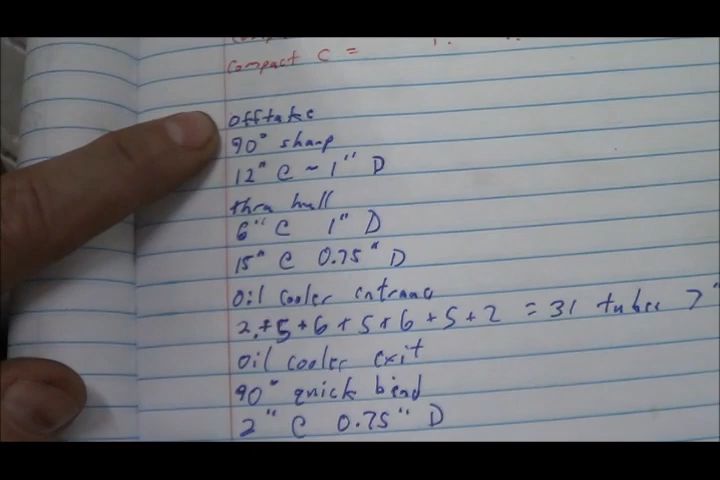 Compact C =
offtake
90° sharp
12" C ~ 1" D
thru hull
6" C 1" D
15" C 0.75" D
oil cooler entrance
2 + 5 + 6 + 5 + 6 + 5 + 2 = 31 tubes 7"
oil cooler exit
90° quick bend
2" C 0.75" D